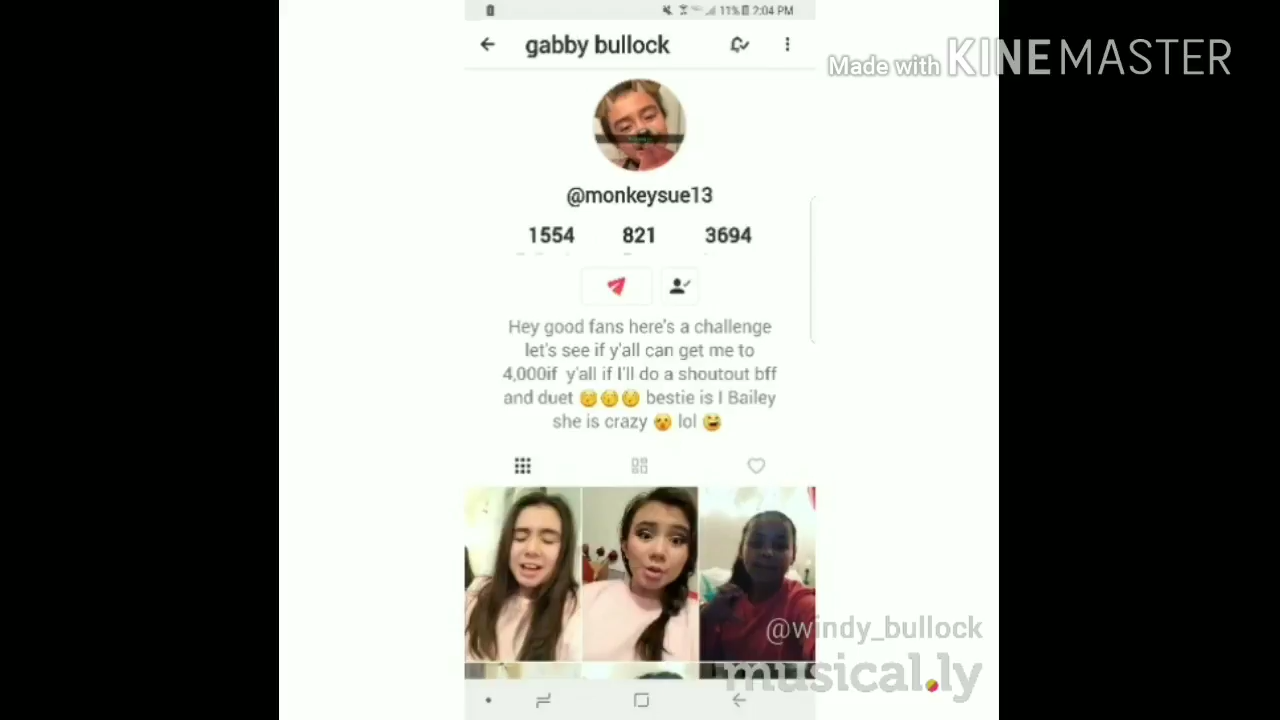 11% 2:04 PM
gabby bullock
Made with KINEMASTER
@monkeysue13
1554 821 3694
Hey good fans here's a challenge
let's see if y'all can get me to
4,000if y'all if I'll do a shoutout bff
and duet 😚😚😚 bestie is I Bailey
she is crazy 😵 lol 😅
@windy_bullock
musical.ly